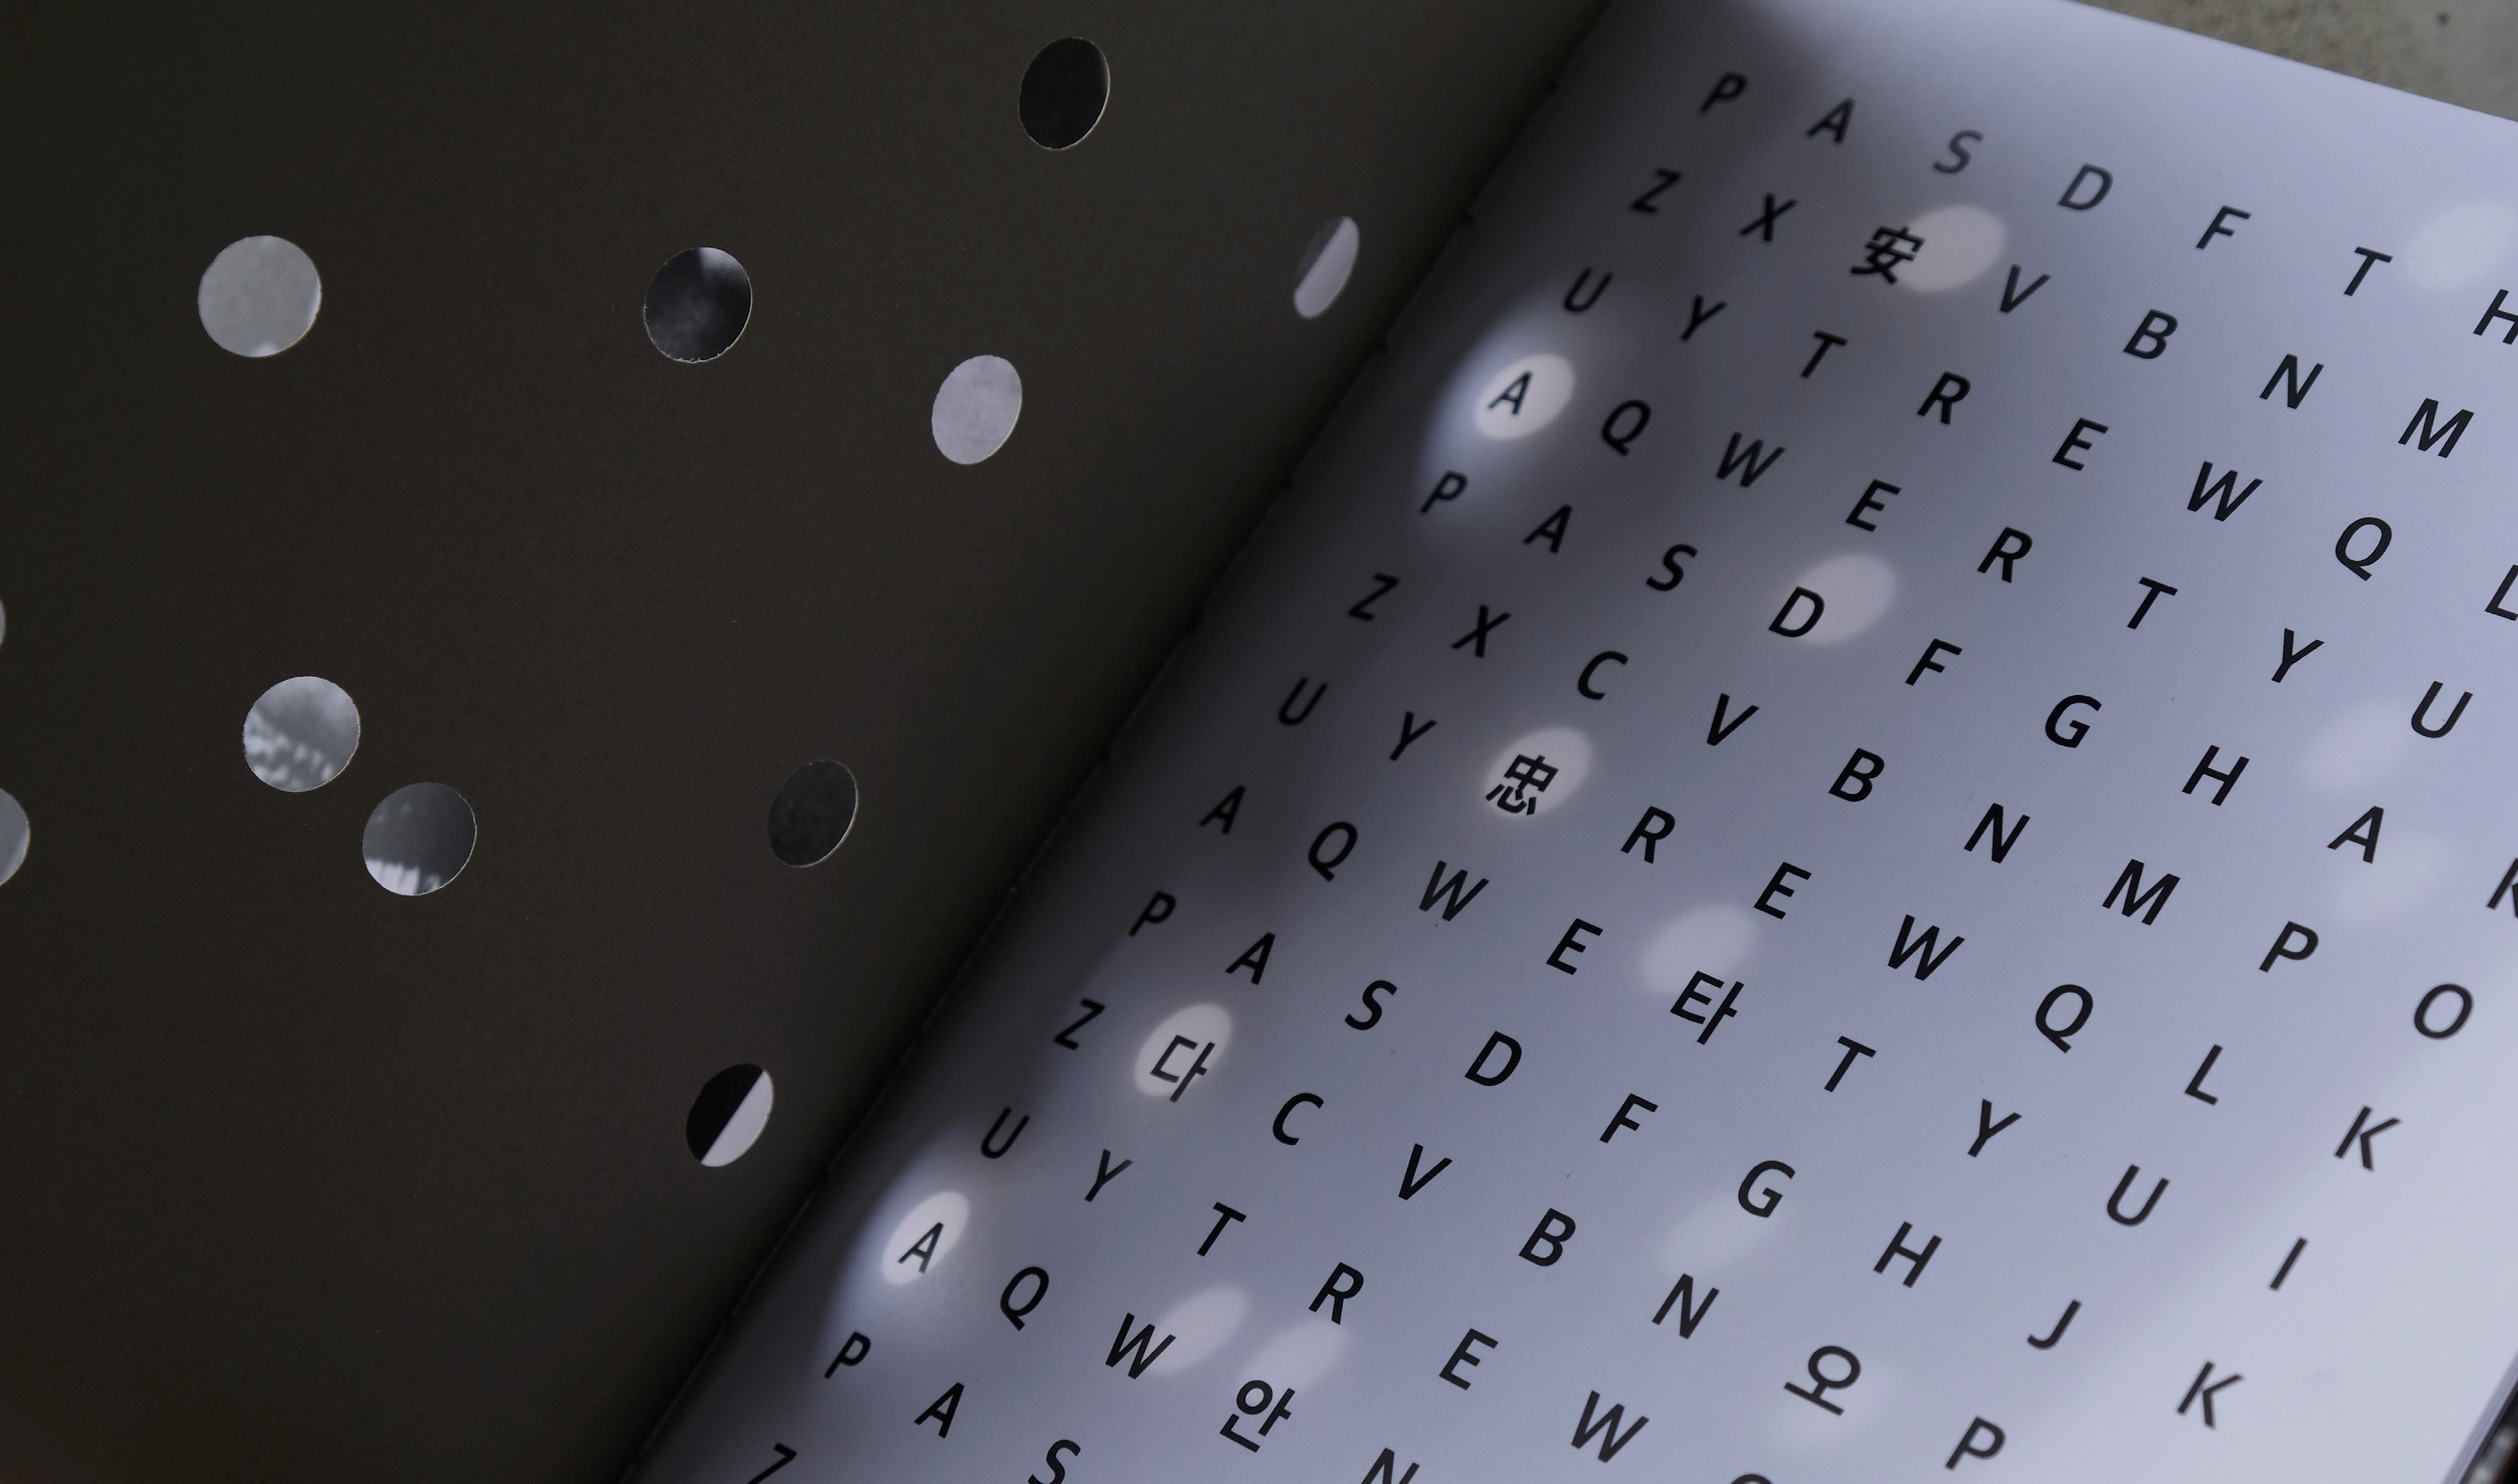 P A S D F T H
Z X 安 V B N M
U Y T R E W Q L
A Q W E R T Y U
P A S D F G H A K
Z X C V B N M P O
U Y 忠 R E W Q L K
A Q W E 타 T Y U I
P A S D F G H J K
Z 다 C V B N 오 P
U Y T R E W
A Q W 안 N
P A S
Z